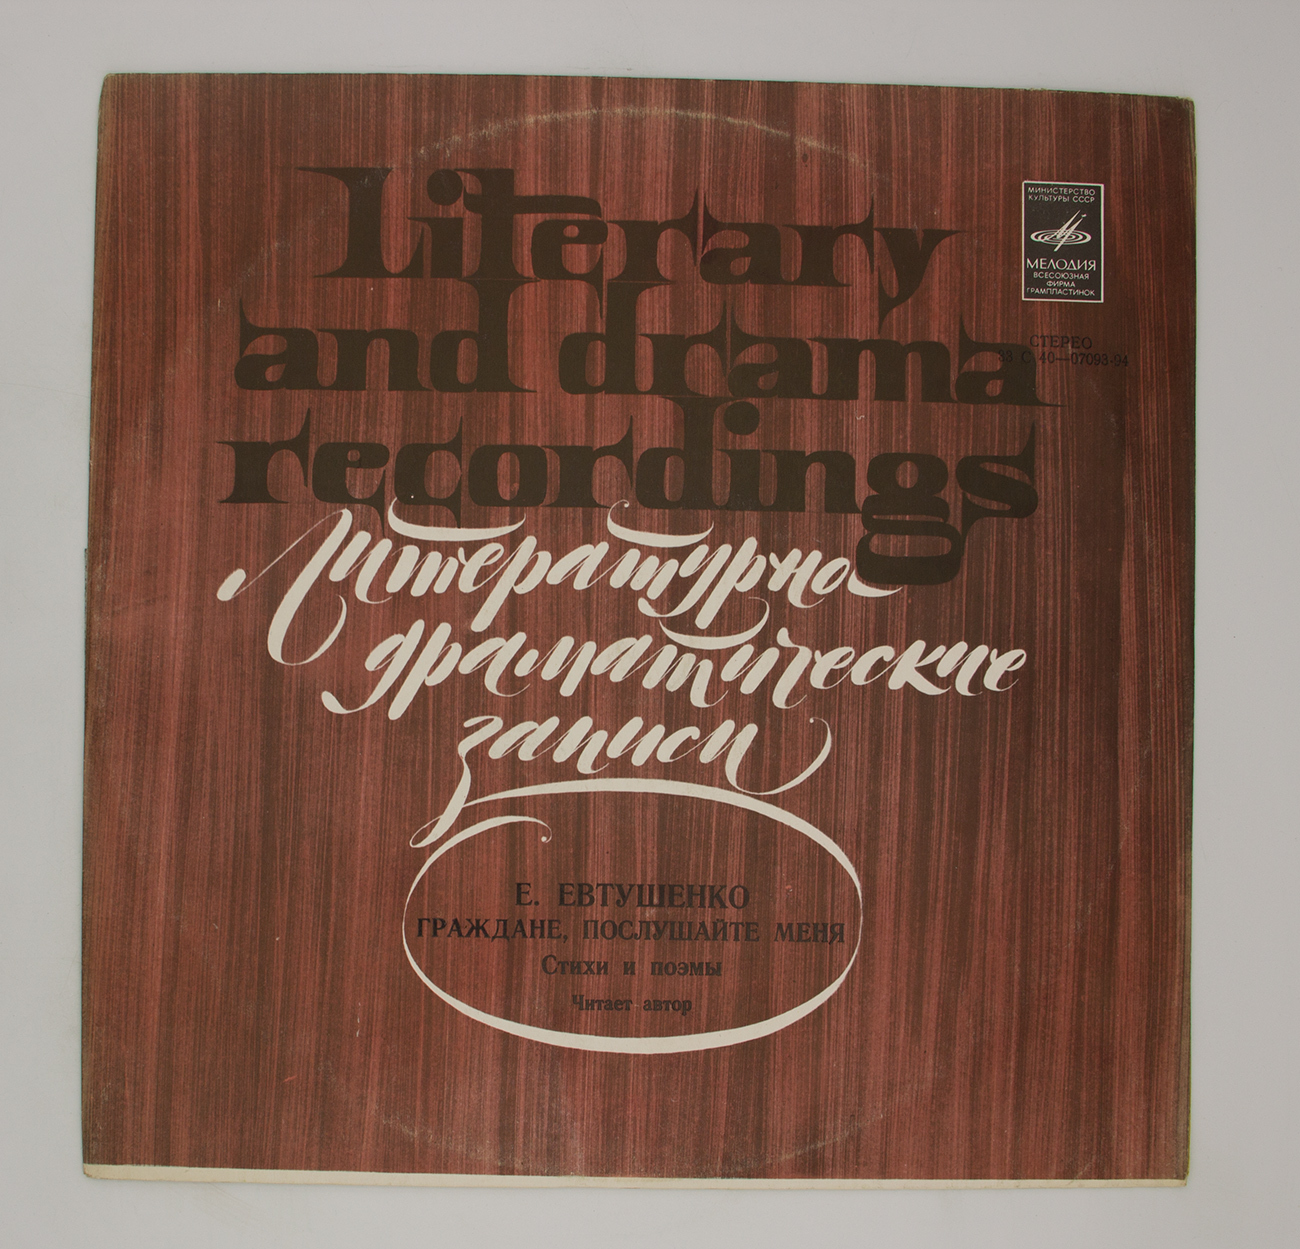 Literary
and drama
recordings
МИНИСТЕРСТВО
КУЛЬТУРЫ СССР
МЕЛОДИЯ
ВСЕСОЮЗНАЯ
ФИРМА
ГРАМПЛАСТИНОК
СТЕРЕО
33 С 40—07093-94
Литературно
драматические
записи
Е. ЕВТУШЕНКО
ГРАЖДАНЕ, ПОСЛУШАЙТЕ МЕНЯ
Стихи и поэмы
Читает автор